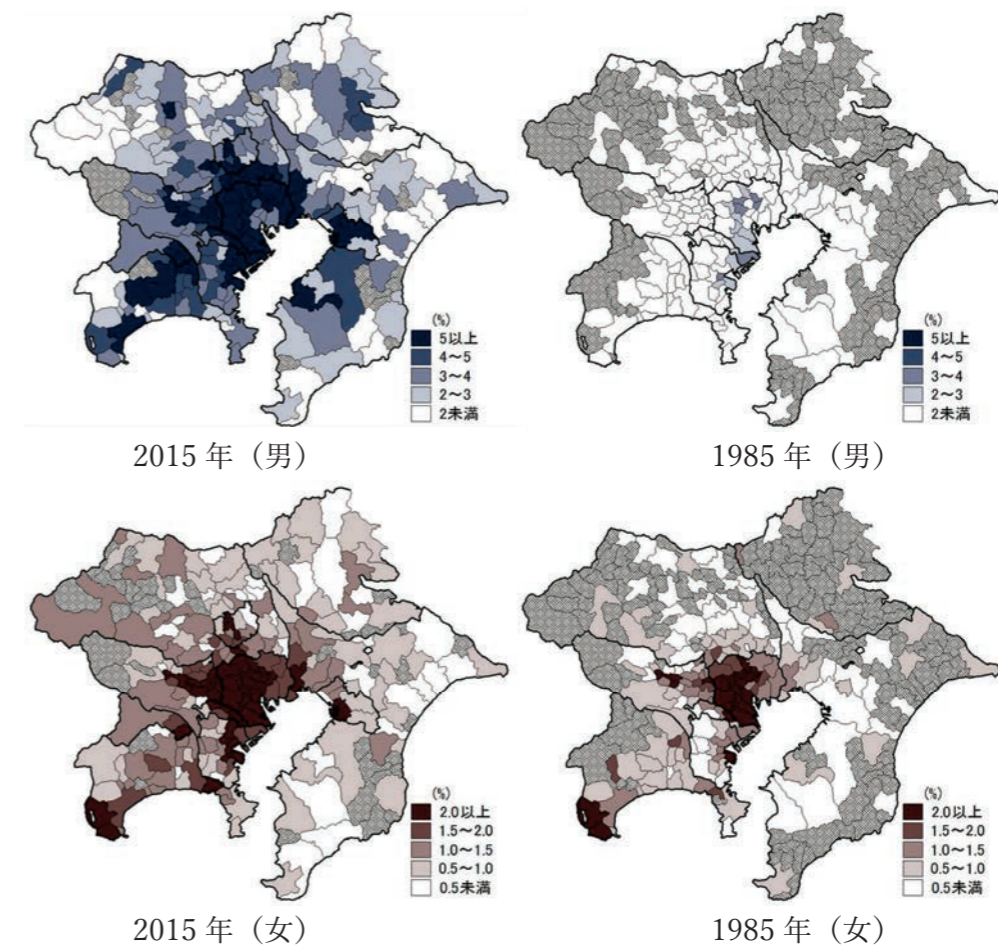 (%)
5以上
4～5
3～4
2～3
2未満
2015 年（男）
(%)
5以上
4～5
3～4
2～3
2未満
1985 年（男）
(%)
2.0以上
1.5～2.0
1.0～1.5
0.5～1.0
0.5未満
2015 年（女）
(%)
2.0以上
1.5～2.0
1.0～1.5
0.5～1.0
0.5未満
1985 年（女）